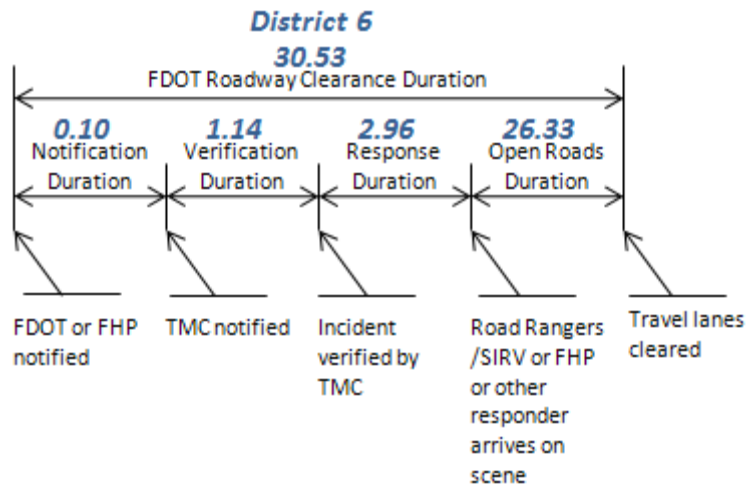 District 6
30.53
FDOT Roadway Clearance Duration
0.10
Notification
Duration
1.14
Verification
Duration
2.96
Response
Duration
26.33
Open Roads
Duration
FDOT or FHP
notified
TMC notified
Incident
verified by
TMC
Road Rangers
/SIRV or FHP
or other
responder
arrives on
scene
Travel lanes
cleared